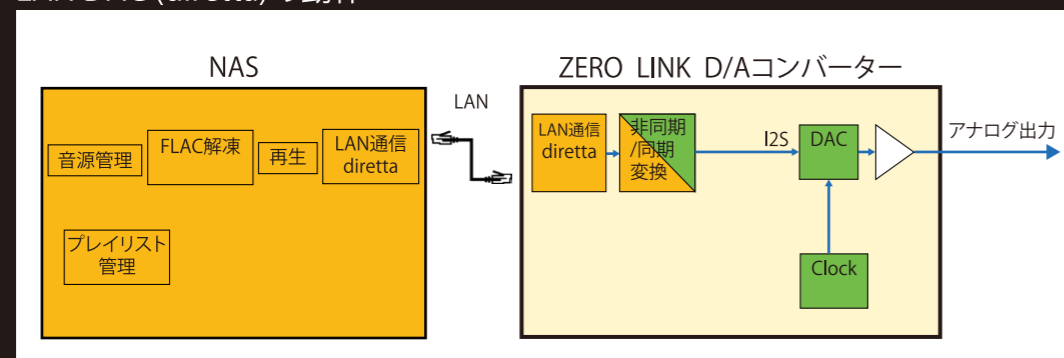 NAS
ZERO LINK D/Aコンバーター
LAN
音源管理
FLAC解凍
再生
LAN通信
diretta
プレイリスト
管理
LAN通信
diretta
非同期
/同期
変換
I2S
DAC
Clock
アナログ出力